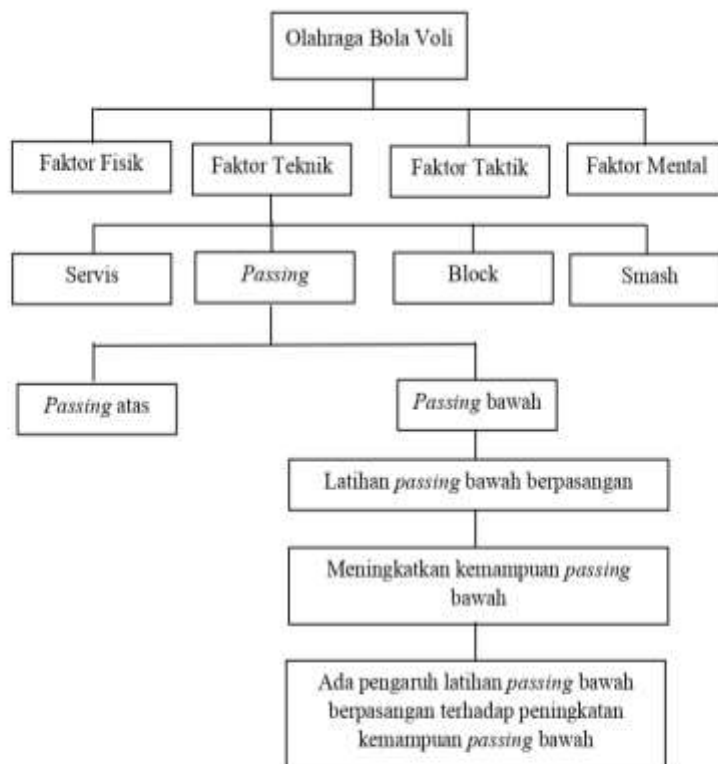 Olahraga Bola Voli
Faktor Fisik
Faktor Teknik
Faktor Taktik
Faktor Mental
Servis
Passing
Block
Smash
Passing atas
Passing bawah
Latihan passing bawah berpasangan
Meningkatkan kemampuan passing
bawah
Ada pengaruh latihan passing bawah
berpasangan terhadap peningkatan
kemampuan passing bawah